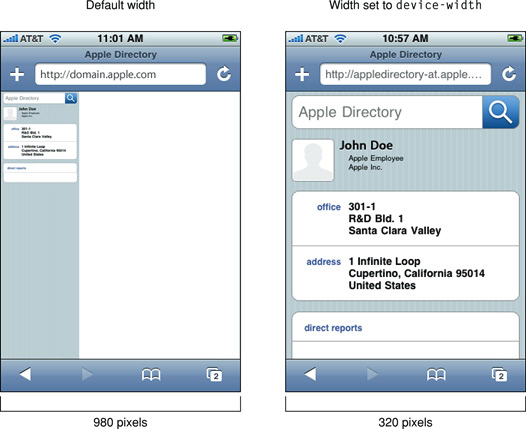 Default width
AT&T 11:01 AM
Apple Directory
http://domain.apple.com
Apple Directory
John Doe
Apple Employee
Apple Inc.
office 301-1
R&D Bld. 1
Santa Clara Valley
address 1 Infinite Loop
Cupertino, California 95014
United States
direct reports
2
980 pixels
Width set to device-width
AT&T 10:57 AM
Apple Directory
http://appledirectory-at.apple....
Apple Directory
John Doe
Apple Employee
Apple Inc.
office 301-1
R&D Bld. 1
Santa Clara Valley
address 1 Infinite Loop
Cupertino, California 95014
United States
direct reports
2
320 pixels